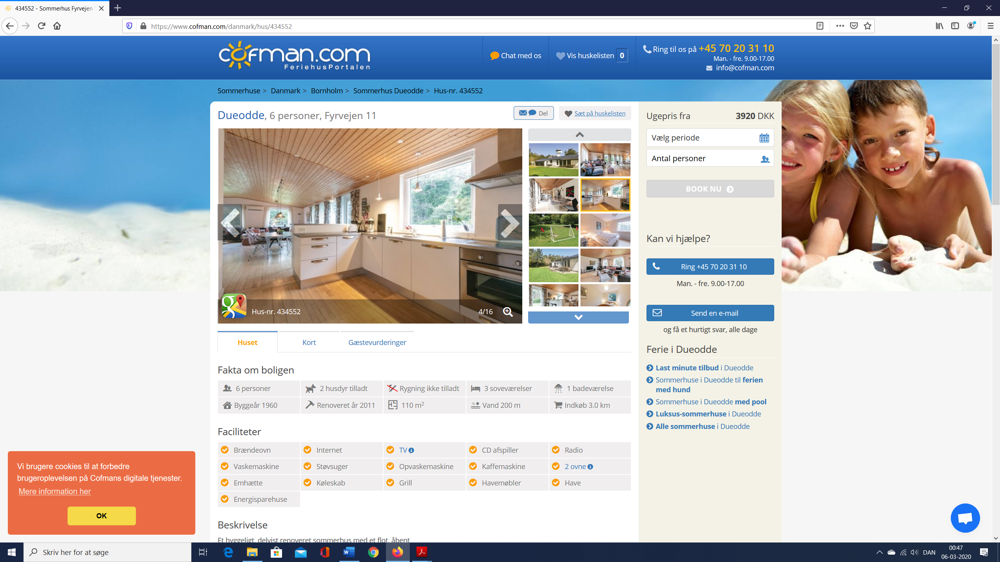 434552 - Sommerhus Fyrvejen
https://www.cofman.com/danmark/hus/434552
cofman.com
FeriehusPortalen
Chat med os
Vis huskelisten 0
Ring til os på +45 70 20 31 10
Man. - fre. 9.00-17.00
info@cofman.com
Sommerhuse > Danmark > Bornholm > Sommerhus Dueodde > Hus-nr. 434552
Dueodde, 6 personer, Fyrvejen 11
Del
Sæt på huskelisten
Hus-nr. 434552
4/16
Huset
Kort
Gæstevurderinger
Fakta om boligen
6 personer
2 husdyr tilladt
Rygning ikke tilladt
3 soveværelser
1 badeværelse
Byggeår 1960
Renoveret år 2011
110 m²
Vand 200 m
Indkøb 3.0 km
Faciliteter
Brændeovn
Internet
TV
CD afspiller
Radio
Vaskemaskine
Støvsuger
Opvaskemaskine
Kaffemaskine
2 ovne
Emhætte
Køleskab
Grill
Havemøbler
Have
Energisparehuse
Beskrivelse
Et hyggeligt, delvist renoveret sommerhus med et flot, åbent
Ugepris fra 3920 DKK
Vælg periode
Antal personer
BOOK NU
Kan vi hjælpe?
Ring +45 70 20 31 10
Man. - fre. 9.00-17.00
Send en e-mail
og få et hurtigt svar, alle dage
Ferie i Dueodde
Last minute tilbud i Dueodde
Sommerhuse i Dueodde til ferien
med hund
Sommerhuse i Dueodde med pool
Luksus-sommerhuse i Dueodde
Alle sommerhuse i Dueodde
Vi brugere cookies til at forbedre
brugeroplevelsen på Cofmans digitale tjenester.
Mere information her
OK
Skriv her for at søge
DAN
00:47
06-03-2020